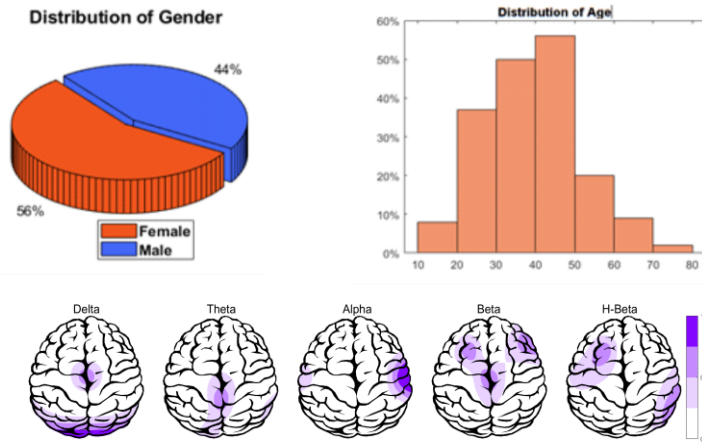 Distribution of Gender
44%
56%
Female
Male
Distribution of Age
60%
50%
40%
30%
20%
10%
0%
10 20 30 40 50 60 70 80
Delta Theta Alpha Beta H-Beta